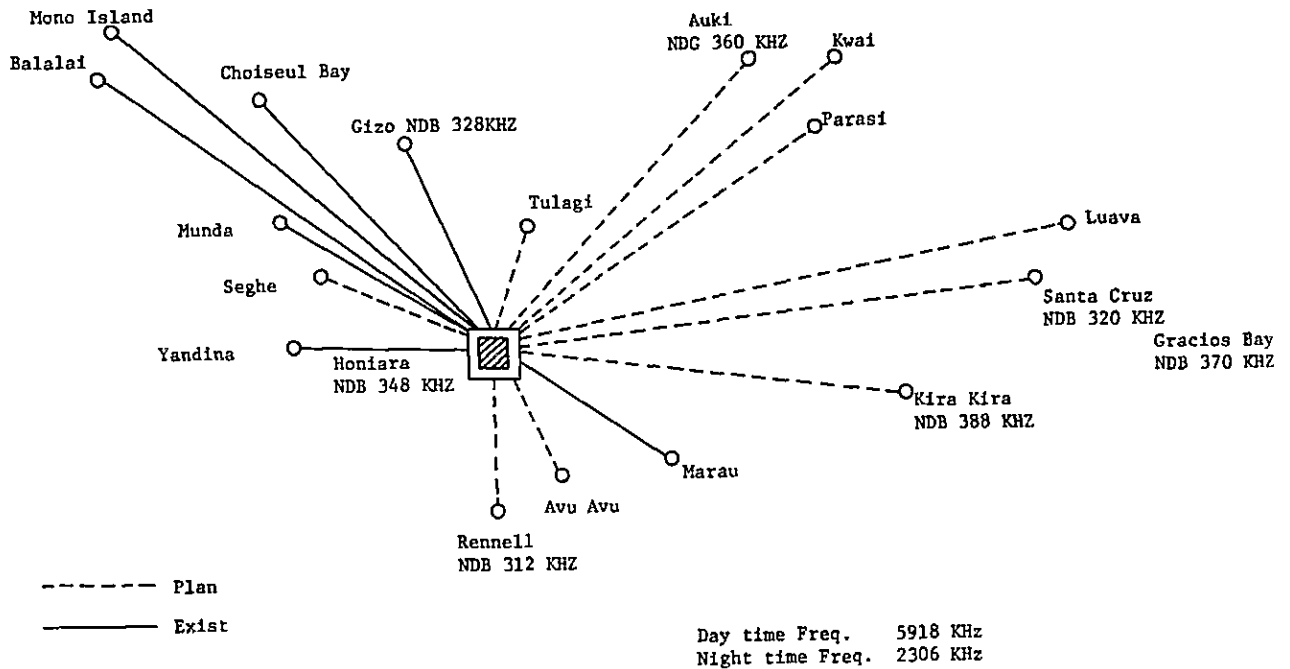 Mono Island
Balalai
Choiseul Bay
Gizo NDB 328KHZ
Auki
NDG 360 KHZ
Kwai
Parasi
Tulagi
Munda
Luava
Seghe
Santa Cruz
NDB 320 KHZ
Gracios Bay
NDB 370 KHZ
Yandina
Honiara
NDB 348 KHZ
Kira Kira
NDB 388 KHZ
Marau
Avu Avu
Rennell
NDB 312 KHZ
Plan
Exist
Day time Freq. 5918 KHz
Night time Freq. 2306 KHz